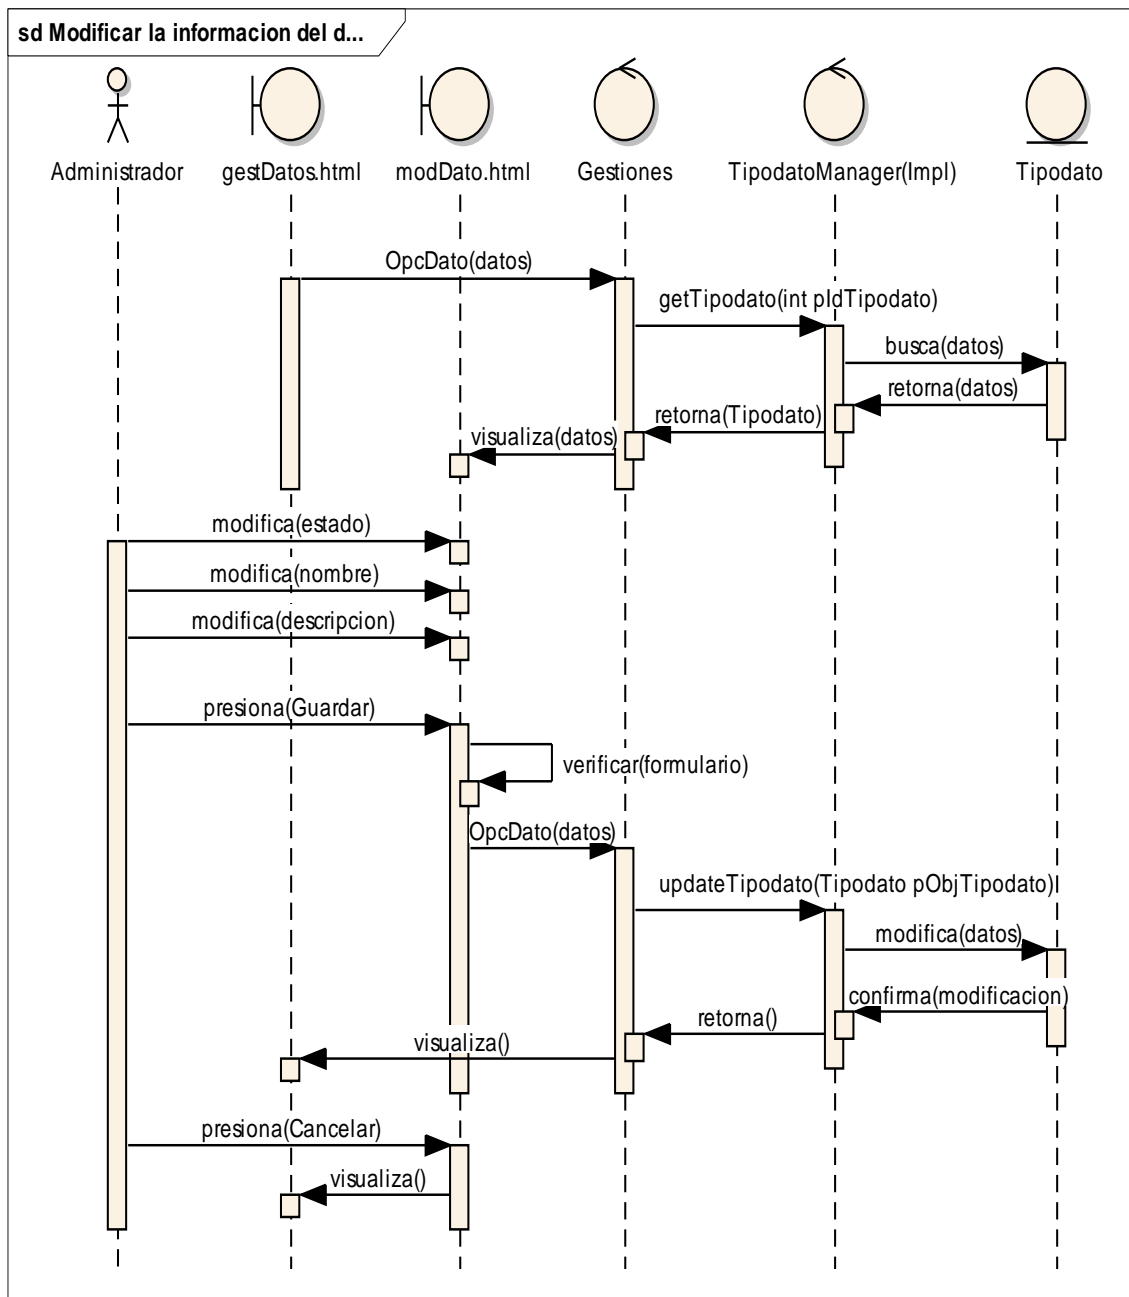 sd Modificar la informacion del d...
Administrador
gestDatos.html
modDato.html
Gestiones
TipodatoManager(Impl)
Tipodato
OpcDato(datos)
getTipodato(int pIdTipodato)
busca(datos)
retorna(datos)
retorna(Tipodato)
visualiza(datos)
modifica(estado)
modifica(nombre)
modifica(descripcion)
presiona(Guardar)
verificar(formulario)
OpcDato(datos)
updateTipodato(Tipodato pObjTipodato)
modifica(datos)
confirma(modificacion)
retorna()
visualiza()
presiona(Cancelar)
visualiza()